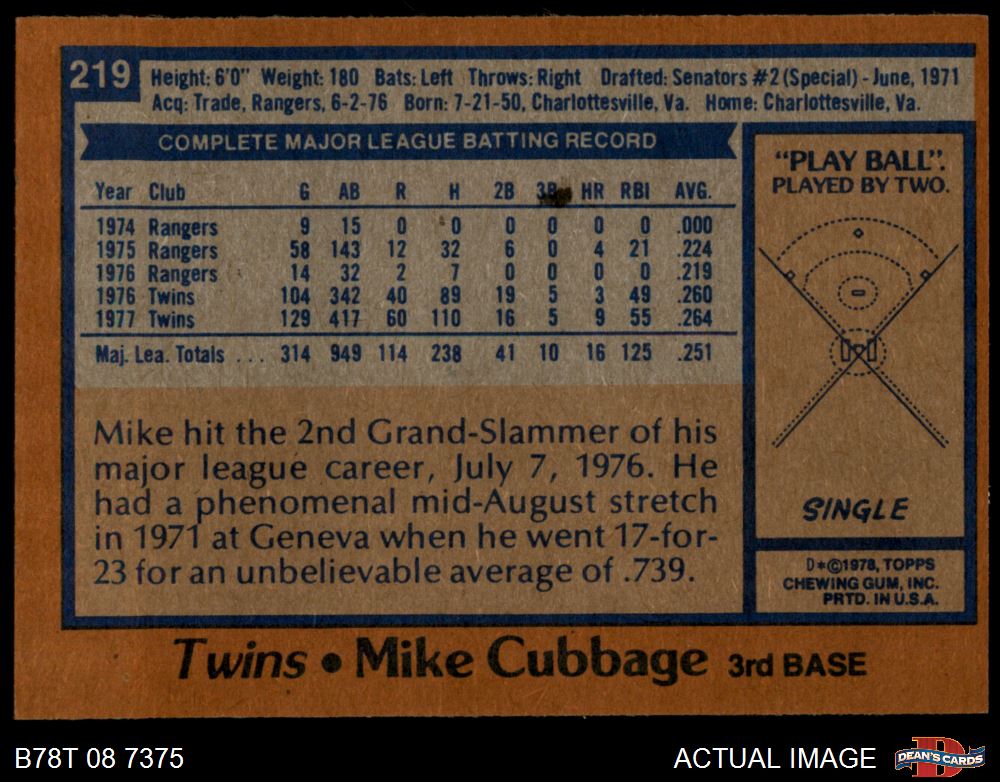 219
Height: 6'0" Weight: 180 Bats: Left Throws: Right Drafted: Senators #2 (Special) - June, 1971
Acq: Trade, Rangers, 6-2-76 Born: 7-21-50, Charlottesville, Va. Home: Charlottesville, Va.
COMPLETE MAJOR LEAGUE BATTING RECORD
Year Club G AB R H 2B 3B HR RBI AVG.
1974 Rangers 9 15 0 0 0 0 0 0 .000
1975 Rangers 58 143 12 32 6 0 4 21 .224
1976 Rangers 14 32 2 7 0 0 0 0 .219
1976 Twins 104 342 40 89 19 5 3 49 .260
1977 Twins 129 417 60 110 16 5 9 55 .264
Maj. Lea. Totals ... 314 949 114 238 41 10 16 125 .251
Mike hit the 2nd Grand-Slammer of his
major league career, July 7, 1976. He
had a phenomenal mid-August stretch
in 1971 at Geneva when he went 17-for-
23 for an unbelievable average of .739.
"PLAY BALL".
PLAYED BY TWO.
SINGLE
D*©1978, TOPPS
CHEWING GUM, INC.
PRTD. IN U.S.A.
Twins • Mike Cubbage 3rd BASE
B78T 08 7375
ACTUAL IMAGE
D
DEAN'S CARDS